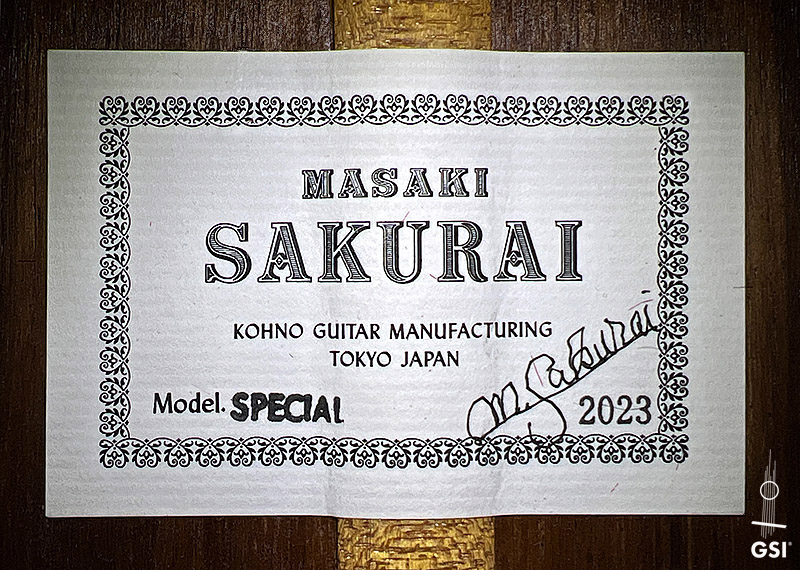 MASAKI
SAKURAI
KOHNO GUITAR MANUFACTURING
TOKYO JAPAN
Model. SPECIAL
M. Sakurai
2023
GSI